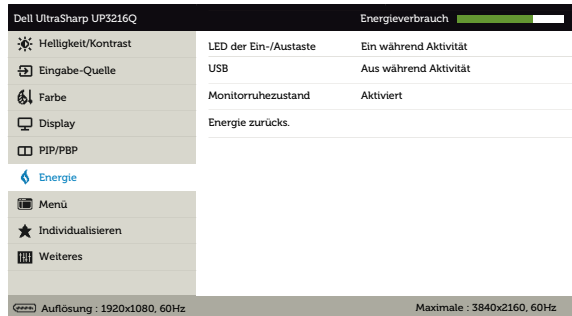 Dell UltraSharp UP3216Q Energieverbrauch
Helligkeit/Kontrast
LED der Ein-/Austaste Ein während Aktivität
Eingabe-Quelle
USB Aus während Aktivität
Farbe
Monitorruhezustand Aktiviert
Display
Energie zurücks.
PIP/PBP
Energie
Menü
Individualisieren
Weiteres
Auflösung : 1920x1080, 60Hz Maximale : 3840x2160, 60Hz